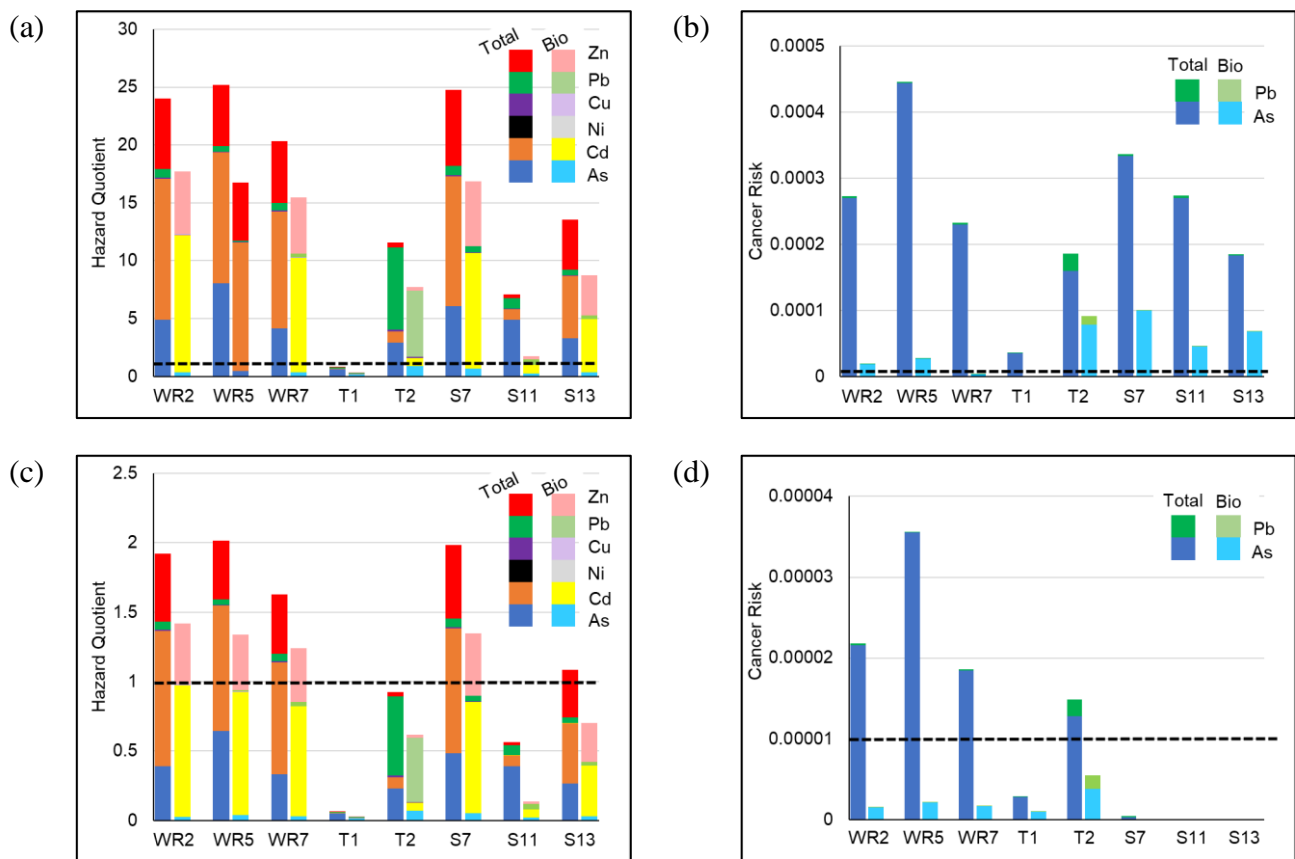 (a)
Hazard Quotient
30
25
20
15
10
5
0
Total Bio
Zn
Pb
Cu
Ni
Cd
As
WR2 WR5 WR7 T1 T2 S7 S11 S13
(b)
Cancer Risk
0.0005
0.0004
0.0003
0.0002
0.0001
0
Total Bio
Pb
As
WR2 WR5 WR7 T1 T2 S7 S11 S13
(c)
Hazard Quotient
2.5
2
1.5
1
0.5
0
Total Bio
Zn
Pb
Cu
Ni
Cd
As
WR2 WR5 WR7 T1 T2 S7 S11 S13
(d)
Cancer Risk
0.00004
0.00003
0.00002
0.00001
0
Total Bio
Pb
As
WR2 WR5 WR7 T1 T2 S7 S11 S13